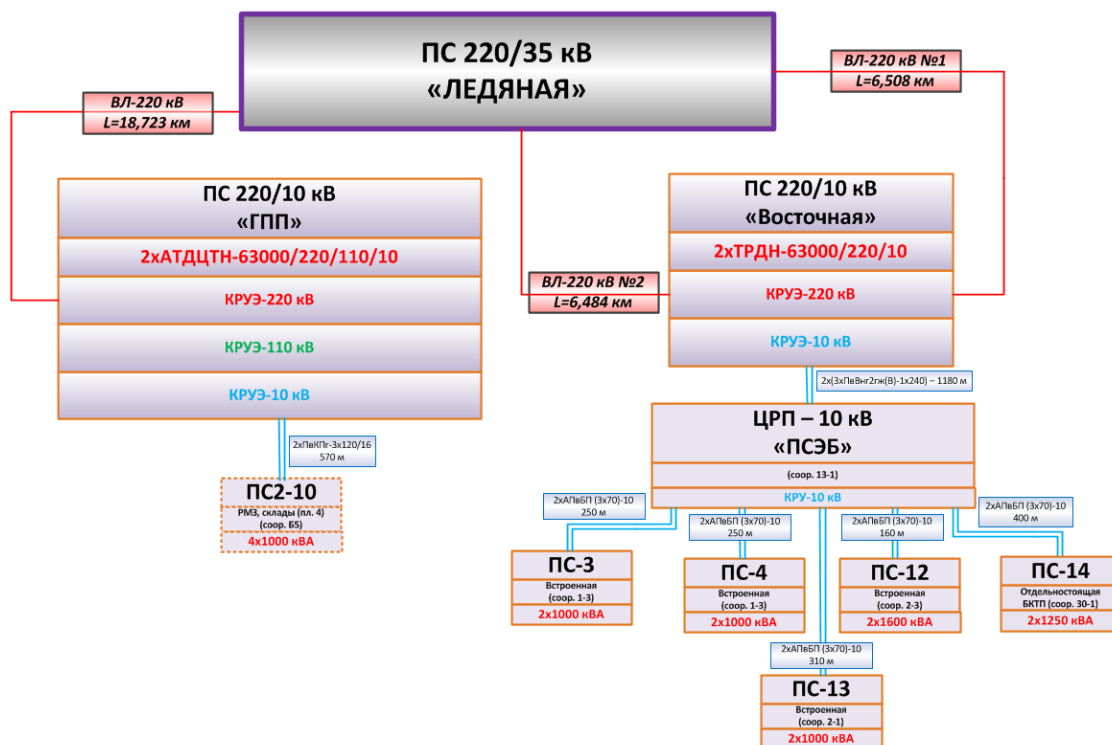 ПС 220/35 кВ
«ЛЕДЯНАЯ»
ВЛ-220 кВ №1
L=6,508 км
ВЛ-220 кВ
L=18,723 км
ПС 220/10 кВ
«ГПП»
2хАТДЦТН-63000/220/110/10
КРУЭ-220 кВ
КРУЭ-110 кВ
КРУЭ-10 кВ
ПС 220/10 кВ
«Восточная»
2хТРДН-63000/220/10
КРУЭ-220 кВ
КРУЭ-10 кВ
ВЛ-220 кВ №2
L=6,484 км
2х(3хПвВнг2гж(В)-1х240) – 1180 м
2хПвКПг-3х120/16
570 м
ПС2-10
РМЗ, склады (пл. 4)
(соор. Б5)
4х1000 кВА
ЦРП – 10 кВ
«ПСЭБ»
(соор. 13-1)
КРУ-10 кВ
2хАПвБП (3х70)-10
250 м
2хАПвБП (3х70)-10
250 м
2хАПвБП (3х70)-10
160 м
2хАПвБП (3х70)-10
400 м
ПС-3
Встроенная
(соор. 1-3)
2х1000 кВА
ПС-4
Встроенная
(соор. 1-3)
2х1000 кВА
ПС-12
Встроенная
(соор. 2-3)
2х1600 кВА
ПС-14
Отдельностоящая
БКТП (соор. 30-1)
2х1250 кВА
2хАПвБП (3х70)-10
310 м
ПС-13
Встроенная
(соор. 2-1)
2х1000 кВА